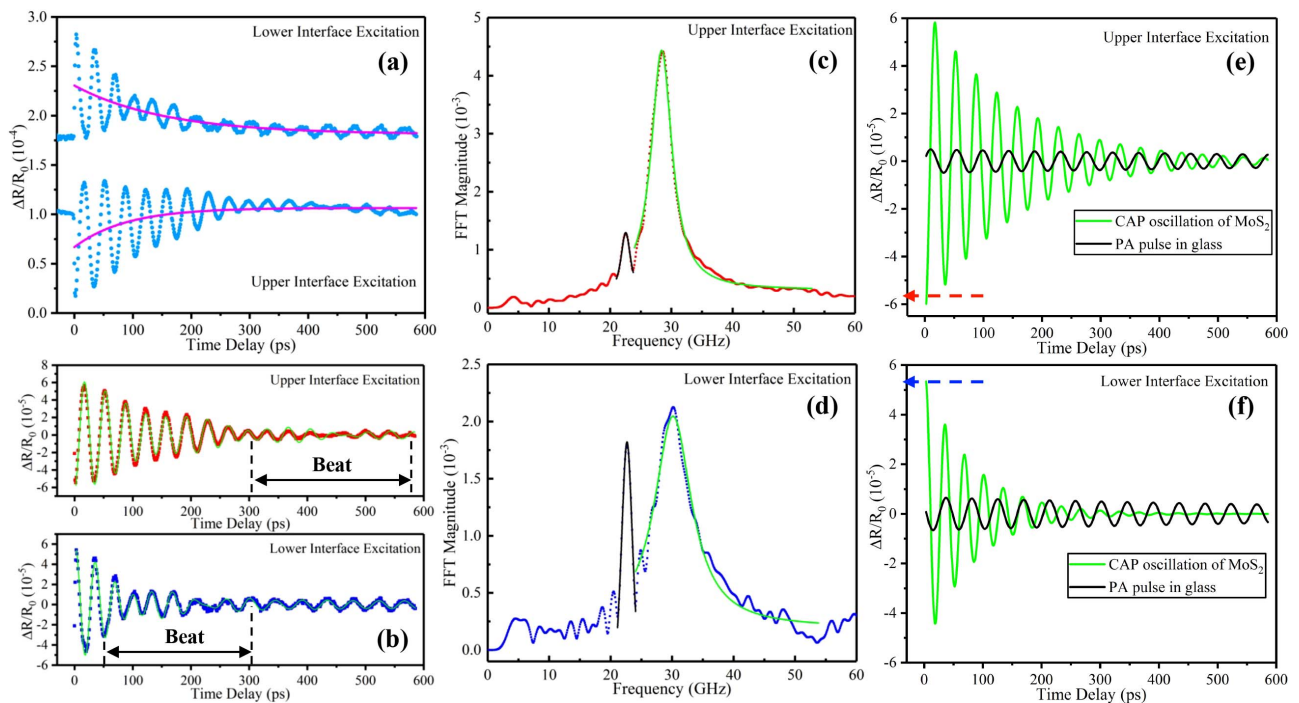 3.0
2.5
2.0
1.5
1.0
0.5
0.0
ΔR/R₀ (10⁻⁴)
Lower Interface Excitation
(a)
Upper Interface Excitation
0 100 200 300 400 500 600
Time Delay (ps)
8
6
4
2
0
-2
-4
-6
ΔR/R₀ (10⁻⁵)
Upper Interface Excitation
Beat
0 100 200 300 400 500 600
Time Delay (ps)
6
4
2
0
-2
-4
-6
ΔR/R₀ (10⁻⁵)
Lower Interface Excitation
Beat
(b)
0 100 200 300 400 500 600
Time Delay (ps)
5
4
3
2
1
0
FFT Magnitude (10⁻³)
Upper Interface Excitation
(c)
0 10 20 30 40 50 60
Frequency (GHz)
2.5
2.0
1.5
1.0
0.5
0.0
FFT Magnitude (10⁻³)
Lower Interface Excitation
(d)
0 10 20 30 40 50 60
Frequency (GHz)
6
4
2
0
-2
-4
-6
ΔR/R₀ (10⁻⁵)
Upper Interface Excitation
(e)
CAP oscillation of MoS₂
PA pulse in glass
0 100 200 300 400 500 600
Time Delay (ps)
6
4
2
0
-2
-4
-6
ΔR/R₀ (10⁻⁵)
Lower Interface Excitation
(f)
CAP oscillation of MoS₂
PA pulse in glass
0 100 200 300 400 500 600
Time Delay (ps)